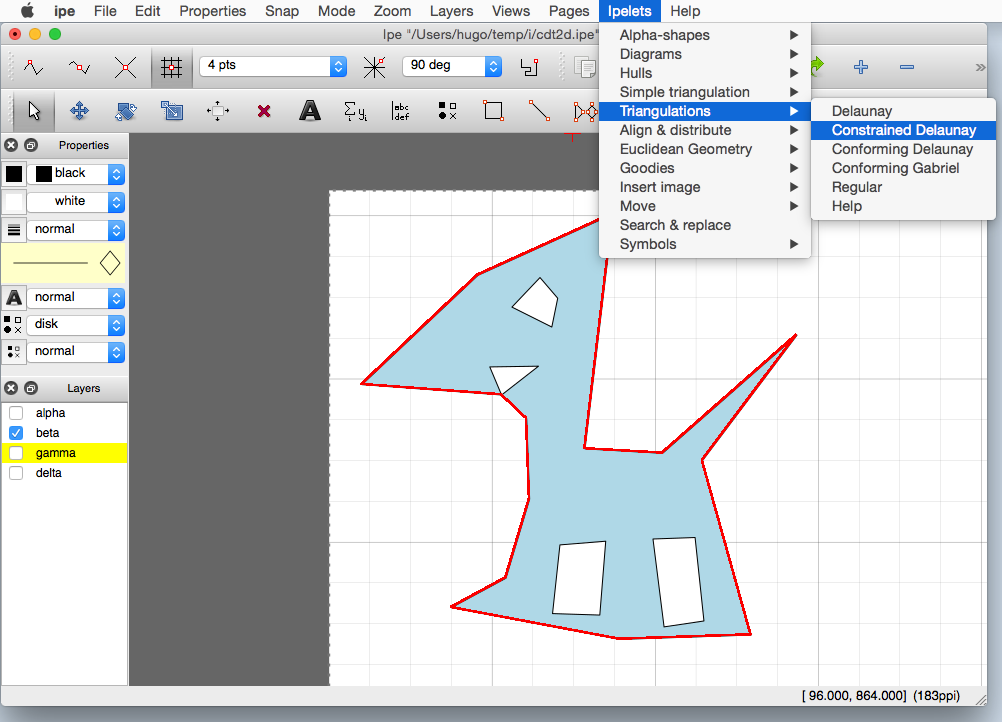 ipe File Edit Properties Snap Mode Zoom Layers Views Pages Ipelets Help
Ipe "/Users/hugo/temp/i/cdt2d.ipe"
4 pts 90 deg
A Σyi abc def
Properties
black
white
normal
A normal
disk
normal
Layers
alpha
beta
gamma
delta
Alpha-shapes
Diagrams
Hulls
Simple triangulation
Triangulations
Align & distribute
Euclidean Geometry
Goodies
Insert image
Move
Search & replace
Symbols
Delaunay
Constrained Delaunay
Conforming Delaunay
Conforming Gabriel
Regular
Help
[ 96.000, 864.000] (183ppi)